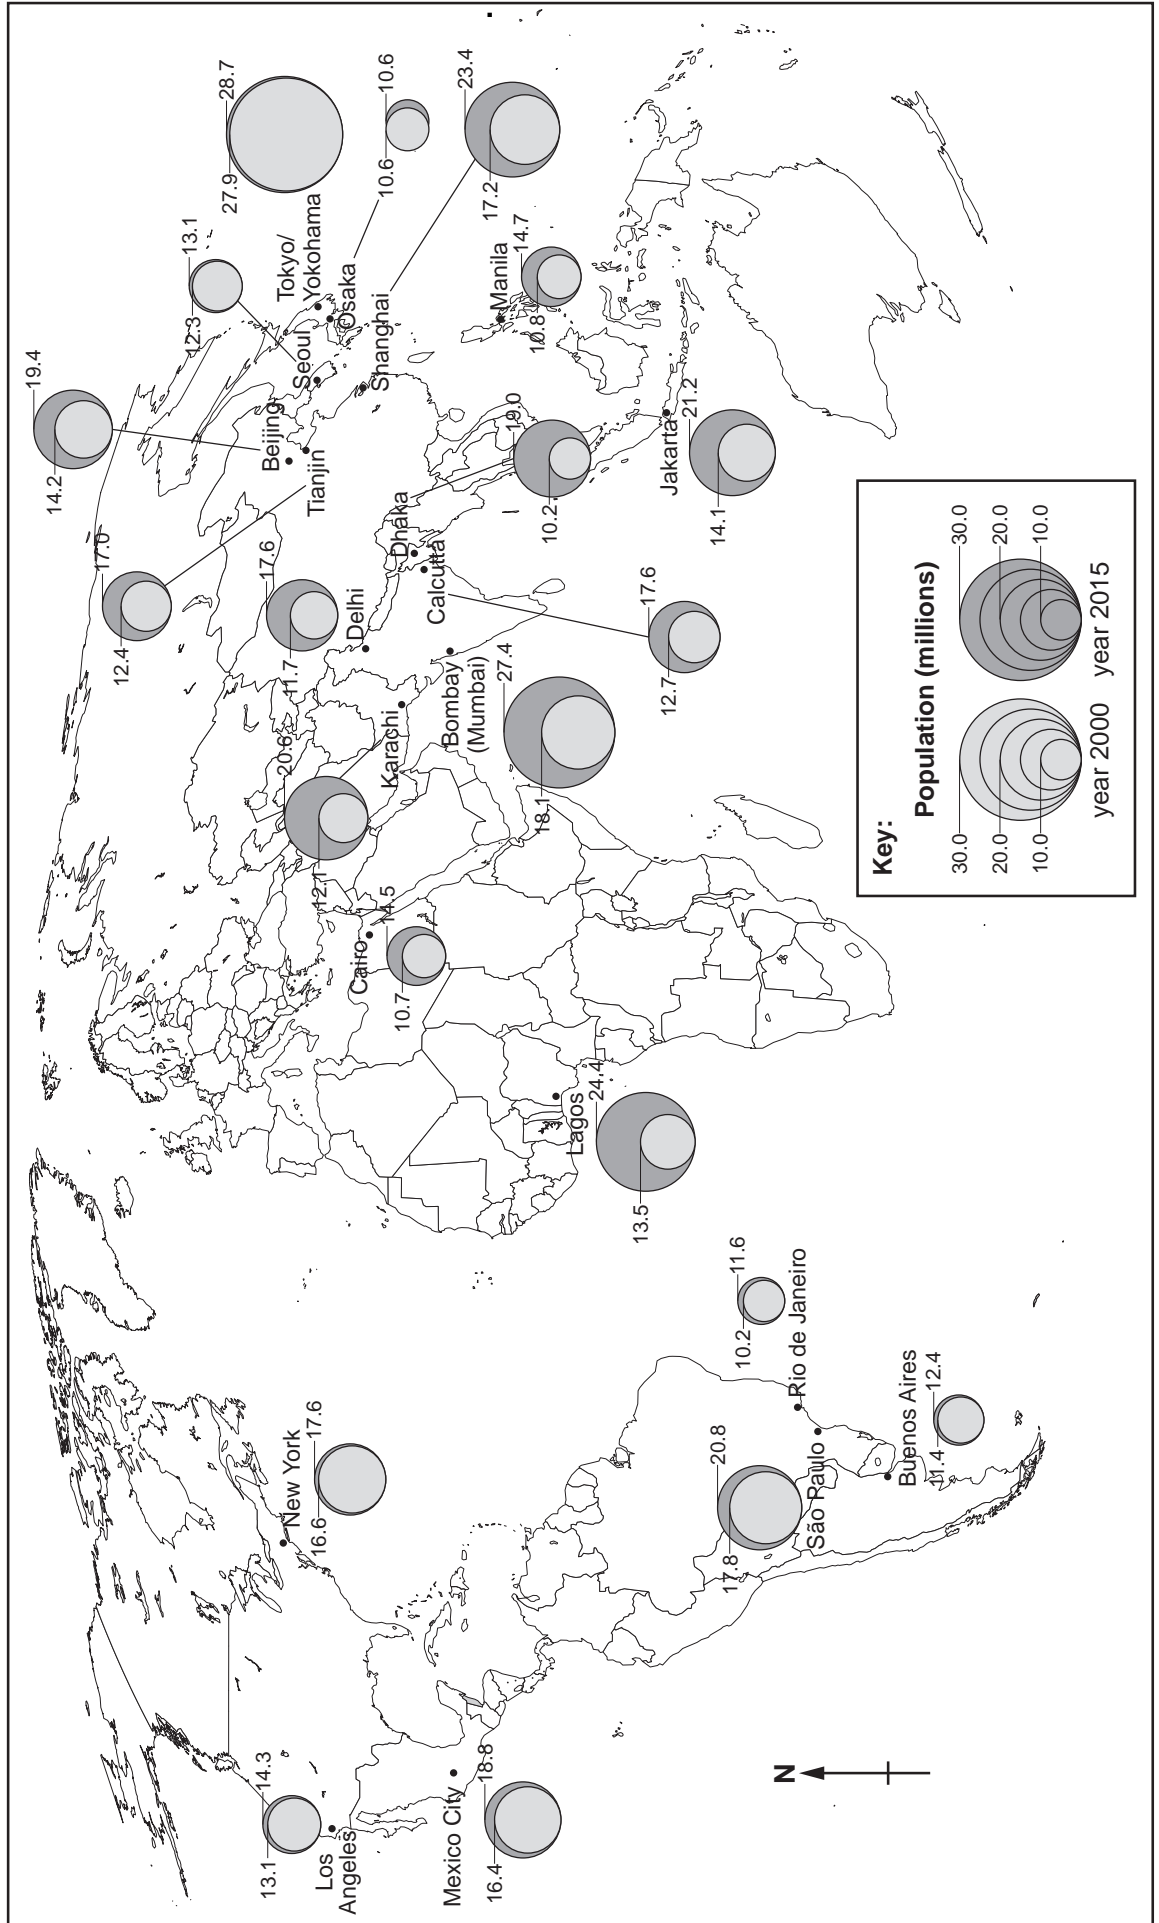 19.4
14.2
Beijing
17.0
12.4
Tianjin
12.3
13.1
Seoul
27.9
28.7
Tokyo/
Yokohama
10.6
10.6
Osaka
17.2
23.4
Shanghai
10.8
14.7
Manila
17.6
11.7
Delhi
20.6
12.1
Karachi
Dhaka
19.0
10.2
Calcutta
17.6
12.7
Bombay
(Mumbai)
27.4
18.1
Jakarta
21.2
14.1
Cairo
14.5
10.7
Lagos
24.4
13.5
New York
16.6
17.6
Los
Angeles
13.1
14.3
Mexico City
16.4
18.8
10.2
11.6
Rio de Janeiro
São Paulo
17.8
20.8
Buenos Aires
11.4
12.4
N
Key:
Population (millions)
30.0
30.0
20.0
20.0
10.0
10.0
year 2000
year 2015